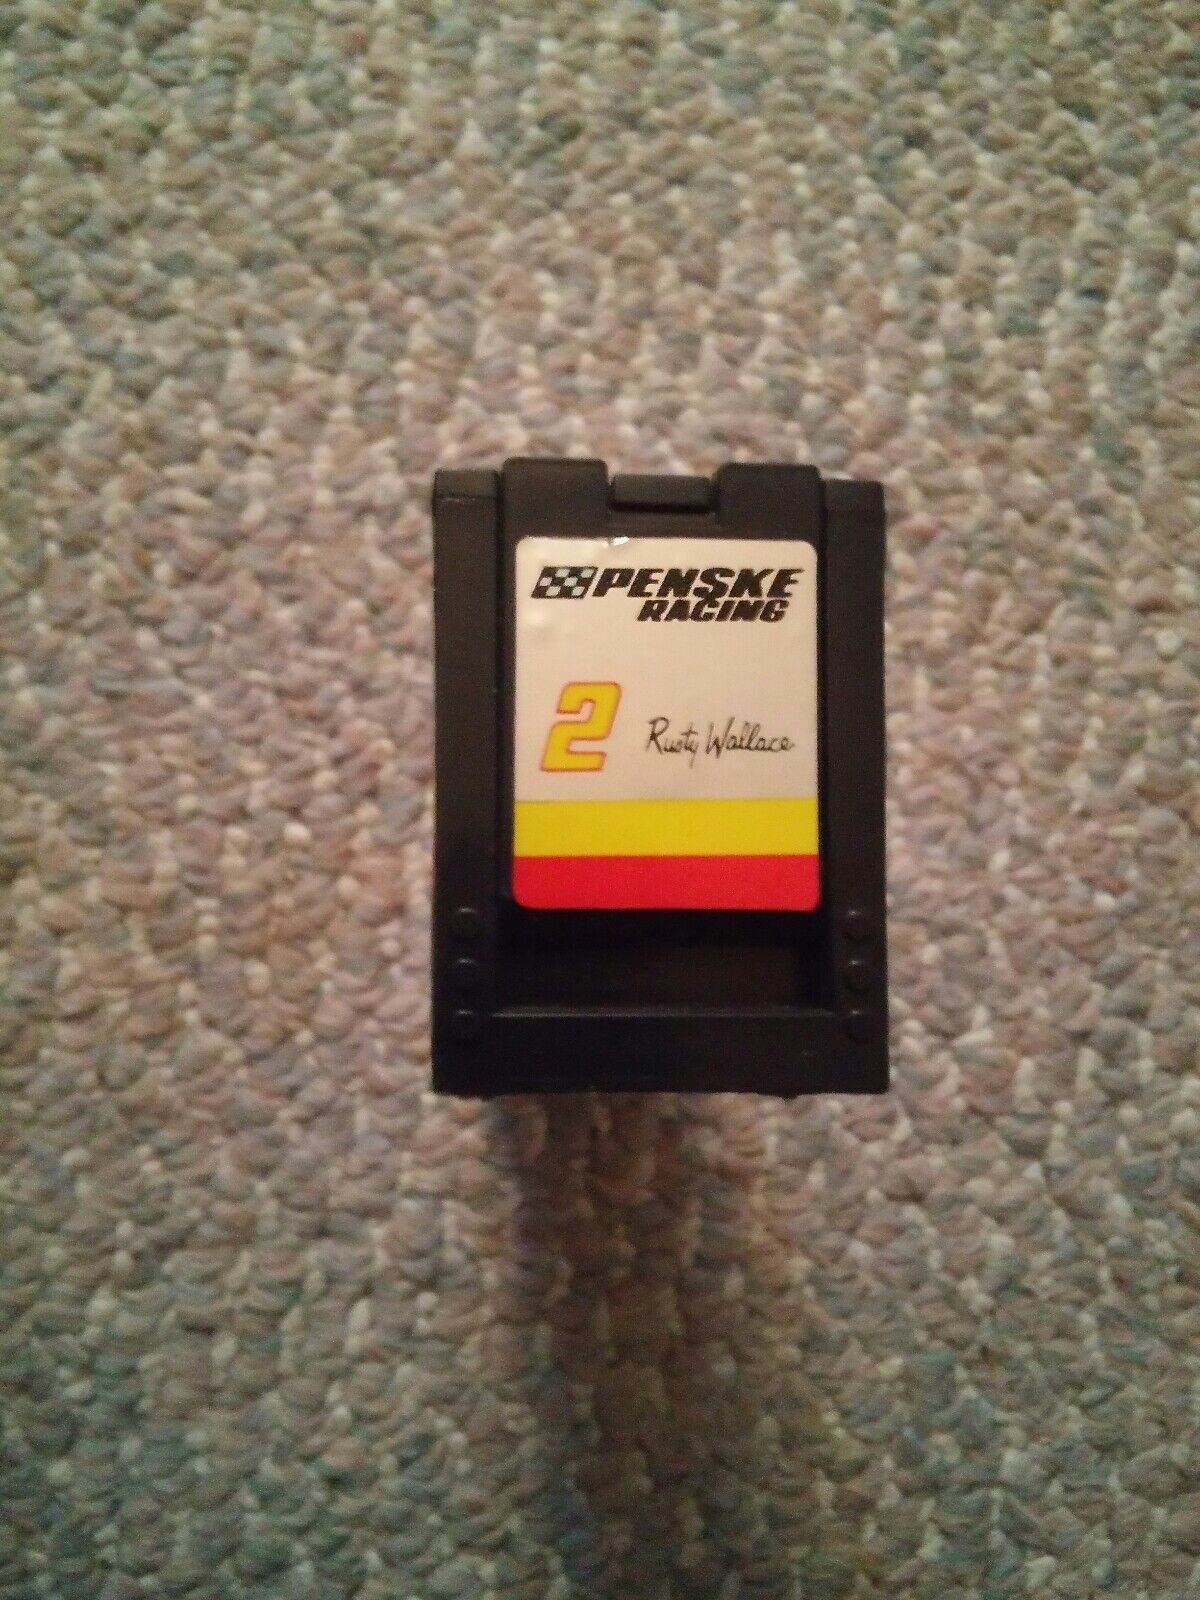 PENSKE
RACING
2 Rusty Wallace